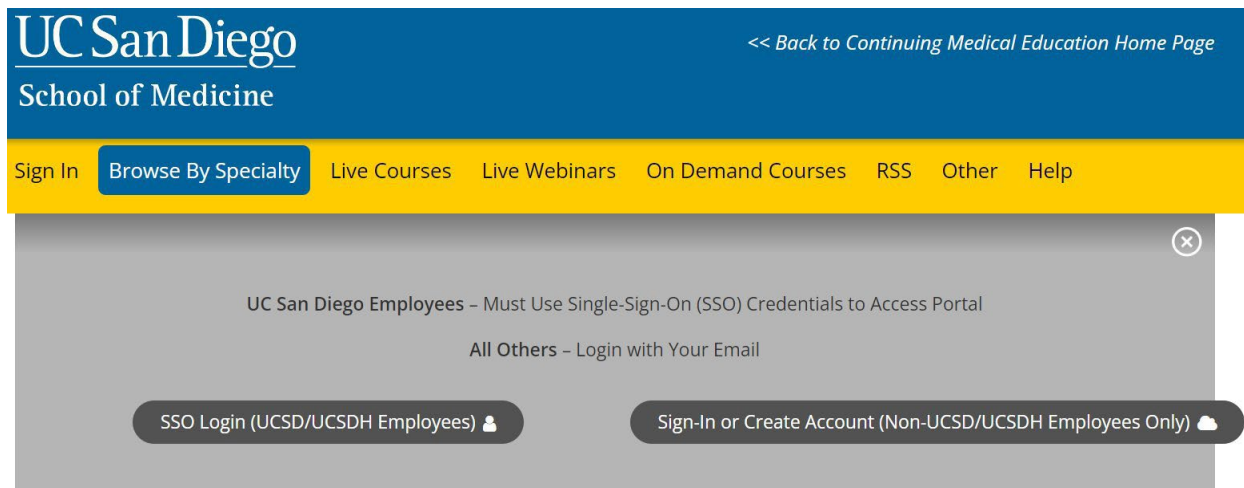 UC San Diego
School of Medicine
<< Back to Continuing Medical Education Home Page
Sign In Browse By Specialty Live Courses Live Webinars On Demand Courses RSS Other Help
UC San Diego Employees – Must Use Single-Sign-On (SSO) Credentials to Access Portal
All Others – Login with Your Email
SSO Login (UCSD/UCSDH Employees)
Sign-In or Create Account (Non-UCSD/UCSDH Employees Only)